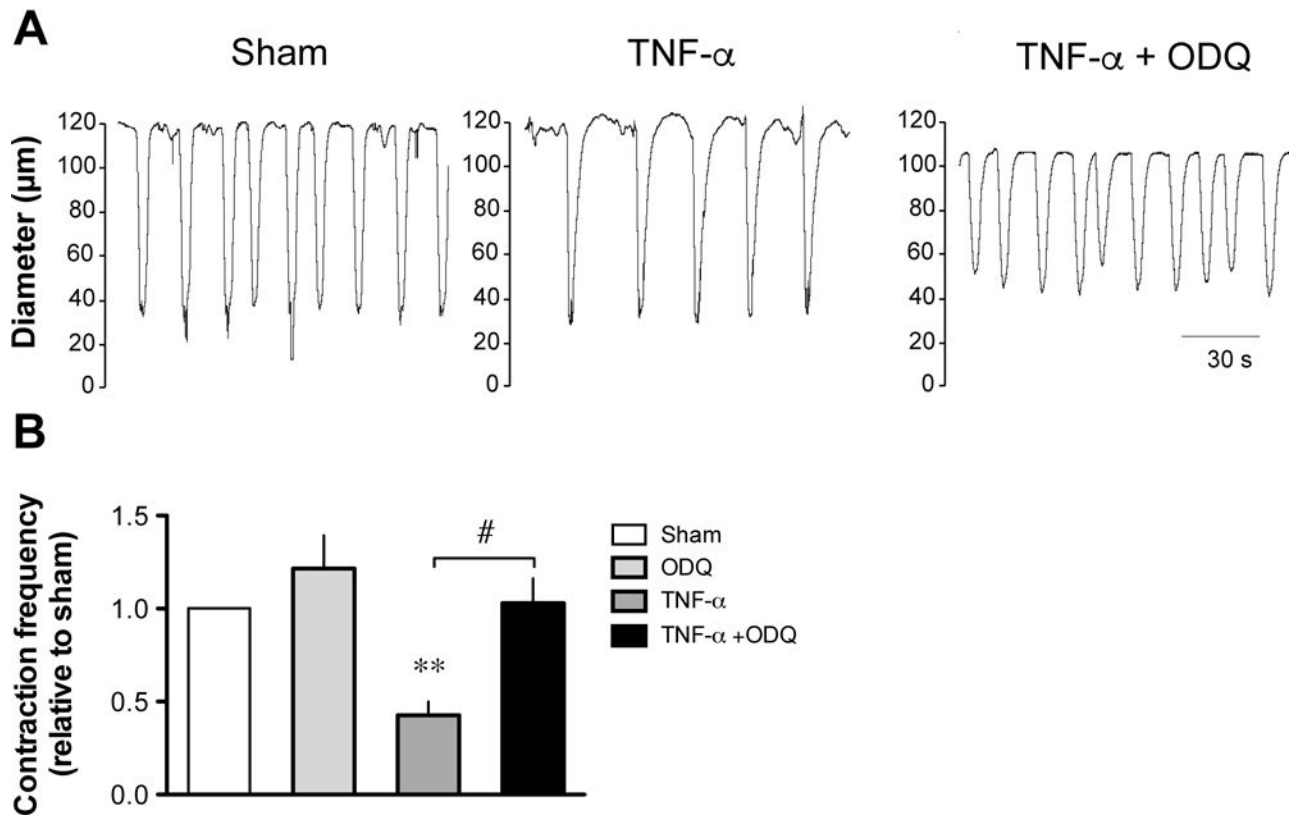 A
Sham
TNF-α
TNF-α + ODQ
Diameter (µm)
120
100
80
60
40
20
0
120
100
80
60
40
20
0
120
100
80
60
40
20
0
30 s
B
Contraction frequency
(relative to sham)
1.5
1.0
0.5
0.0
**
#
Sham
ODQ
TNF-α
TNF-α +ODQ